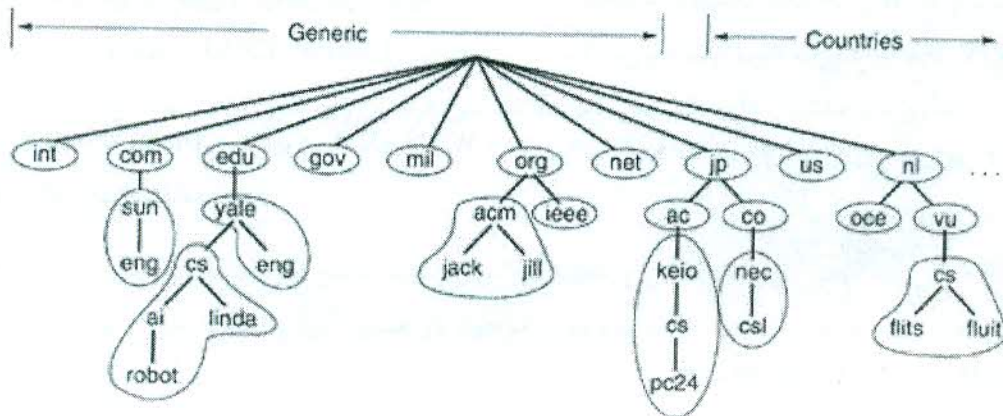 Generic Countries
int com edu gov mil org net jp us nl ....
sun yale acm ieee ac co oce vu
eng cs eng jack jill keio nec cs
ai linda cs csl flits fluit
robot pc24